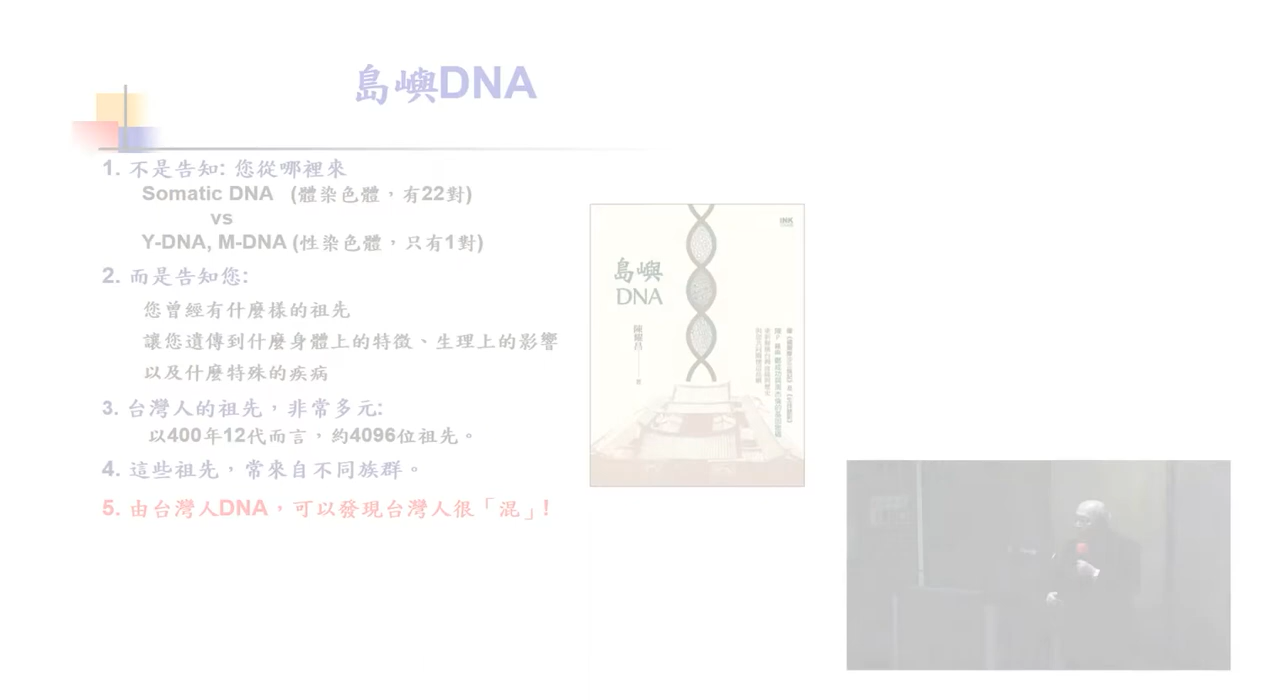 島嶼DNA
1. 不是告知: 您從哪裡來
Somatic DNA (體染色體，有22對)
vs
Y-DNA, M-DNA (性染色體，只有1對)
2. 而是告知您:
您曾經有什麼樣的祖先
讓您遺傳到什麼身體上的特徵、生理上的影響
以及什麼特殊的疾病
3. 台灣人的祖先，非常多元:
以400年12代而言，約4096位祖先。
4. 這些祖先，常來自不同族群。
5. 由台灣人DNA，可以發現台灣人很「混」!
INK
島嶼
DNA
陳耀昌
著